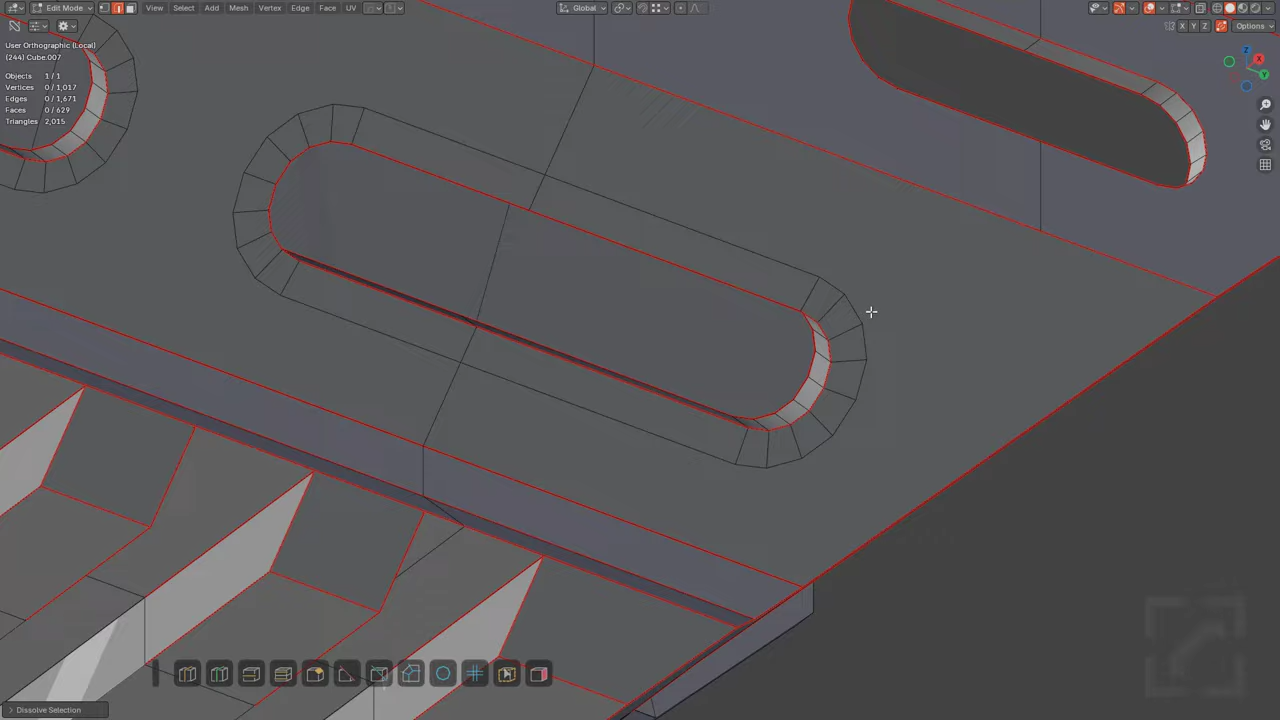 Edit Mode View Select Add Mesh Vertex Edge Face UV Global
X Y Z Options
User Orthographic (Local)
(244) Cube.007
Objects 1 / 1
Vertices 0 / 1,017
Edges 0 / 1,671
Faces 0 / 629
Triangles 2,015
Z
X
Y
Dissolve Selection